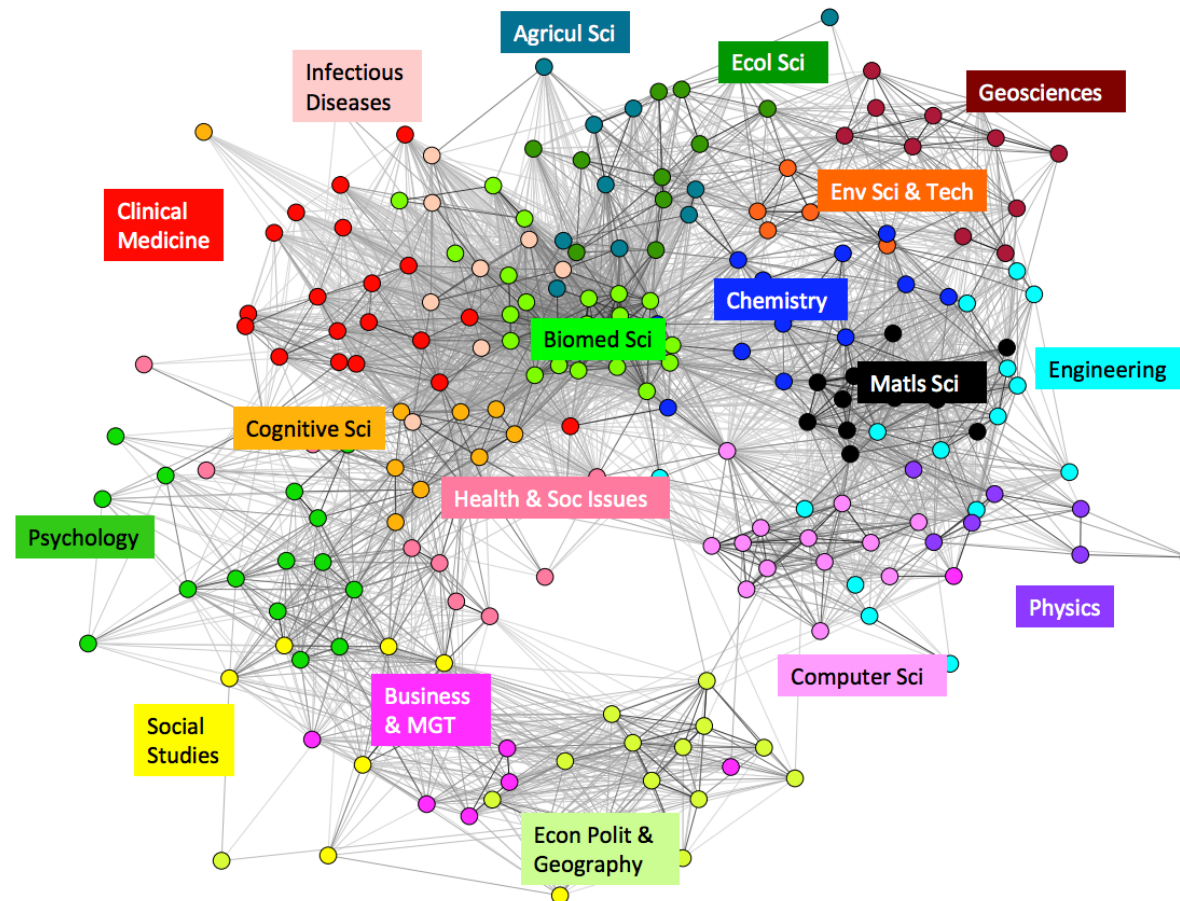 Agricul Sci
Ecol Sci
Infectious
Diseases
Geosciences
Env Sci & Tech
Clinical
Medicine
Chemistry
Biomed Sci
Matls Sci
Engineering
Cognitive Sci
Health & Soc Issues
Psychology
Physics
Computer Sci
Business
& MGT
Social
Studies
Econ Polit &
Geography